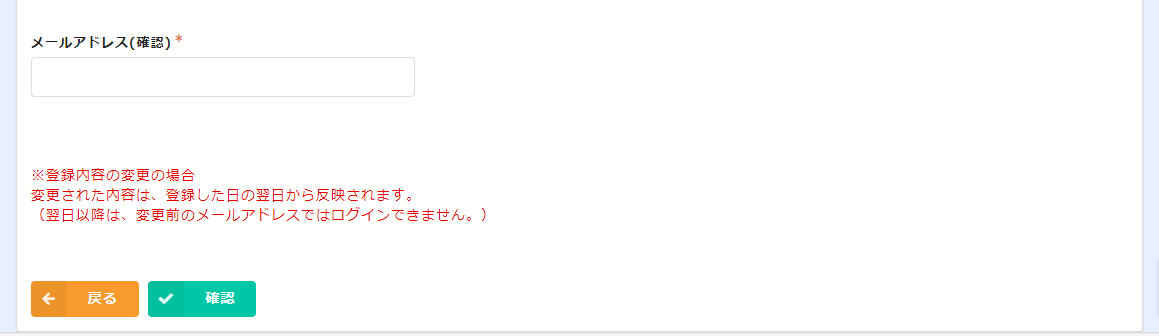 メールアドレス(確認)*
※登録内容の変更の場合
変更された内容は、登録した日の翌日から反映されます。
（翌日以降は、変更前のメールアドレスではログインできません。）
戻る
確認